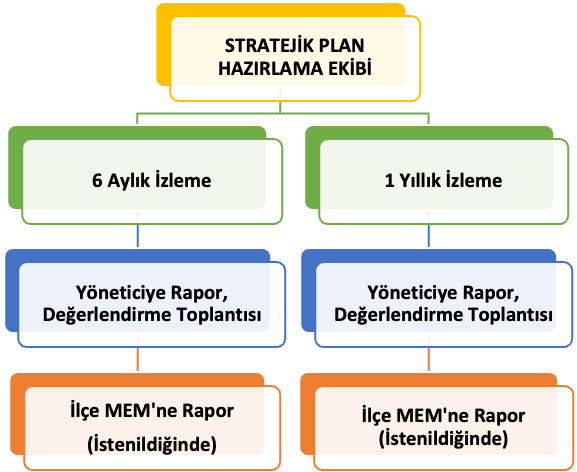 STRATEJİK PLAN
HAZIRLAMA EKİBİ
6 Aylık İzleme
1 Yıllık İzleme
Yöneticiye Rapor,
Değerlendirme Toplantısı
Yöneticiye Rapor,
Değerlendirme Toplantısı
İlçe MEM'ne Rapor
(İstenildiğinde)
İlçe MEM'ne Rapor
(İstenildiğinde)